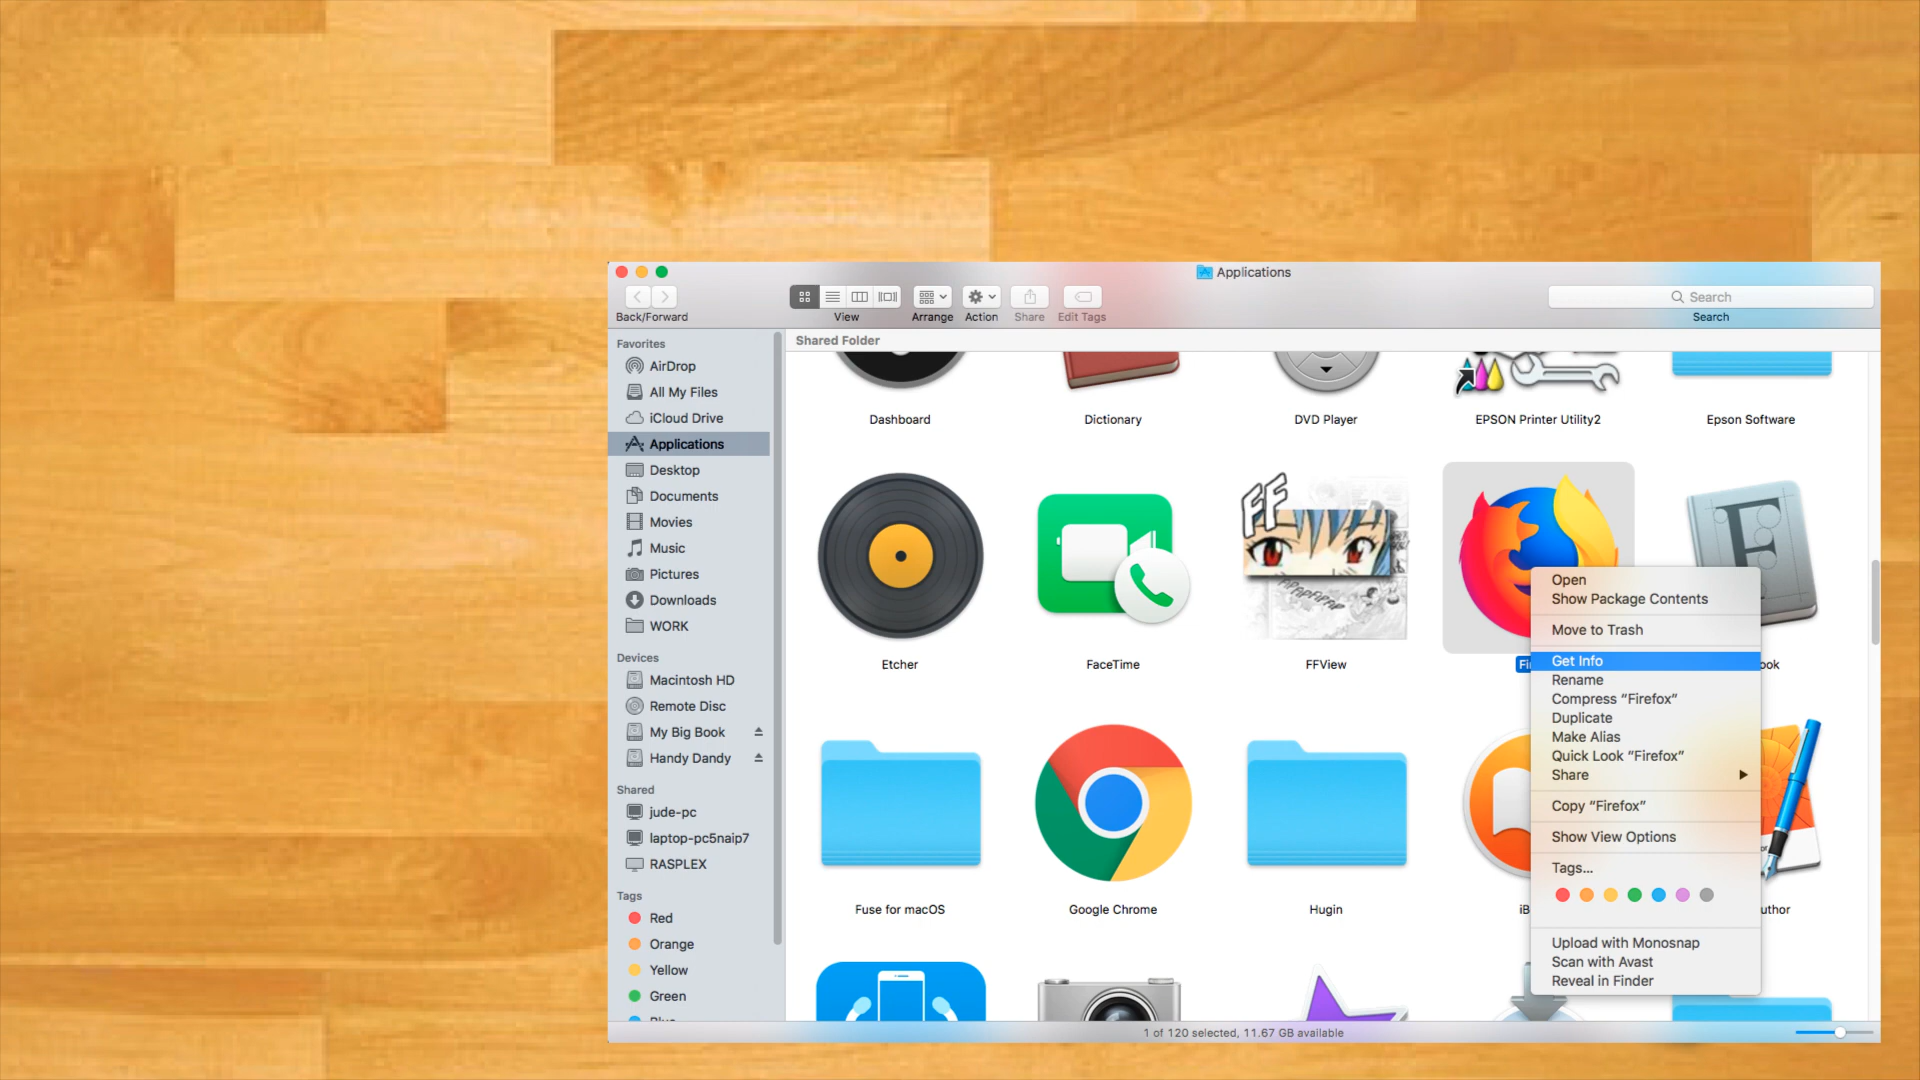 Applications
Back/Forward
View
Arrange
Action
Share
Edit Tags
Search
Search
Shared Folder
Favorites
AirDrop
All My Files
iCloud Drive
Applications
Desktop
Documents
Movies
Music
Pictures
Downloads
WORK
Devices
Macintosh HD
Remote Disc
My Big Book
Handy Dandy
Shared
jude-pc
laptop-pc5naip7
RASPLEX
Tags
Red
Orange
Yellow
Green
Dashboard
Dictionary
DVD Player
EPSON Printer Utility2
Epson Software
FF
F
Etcher
FaceTime
FFView
Fi
ook
Fuse for macOS
Google Chrome
Hugin
iB
uthor
Open
Show Package Contents
Move to Trash
Get Info
Rename
Compress “Firefox”
Duplicate
Make Alias
Quick Look “Firefox”
Share
Copy “Firefox”
Show View Options
Tags...
Upload with Monosnap
Scan with Avast
Reveal in Finder
1 of 120 selected, 11.67 GB available